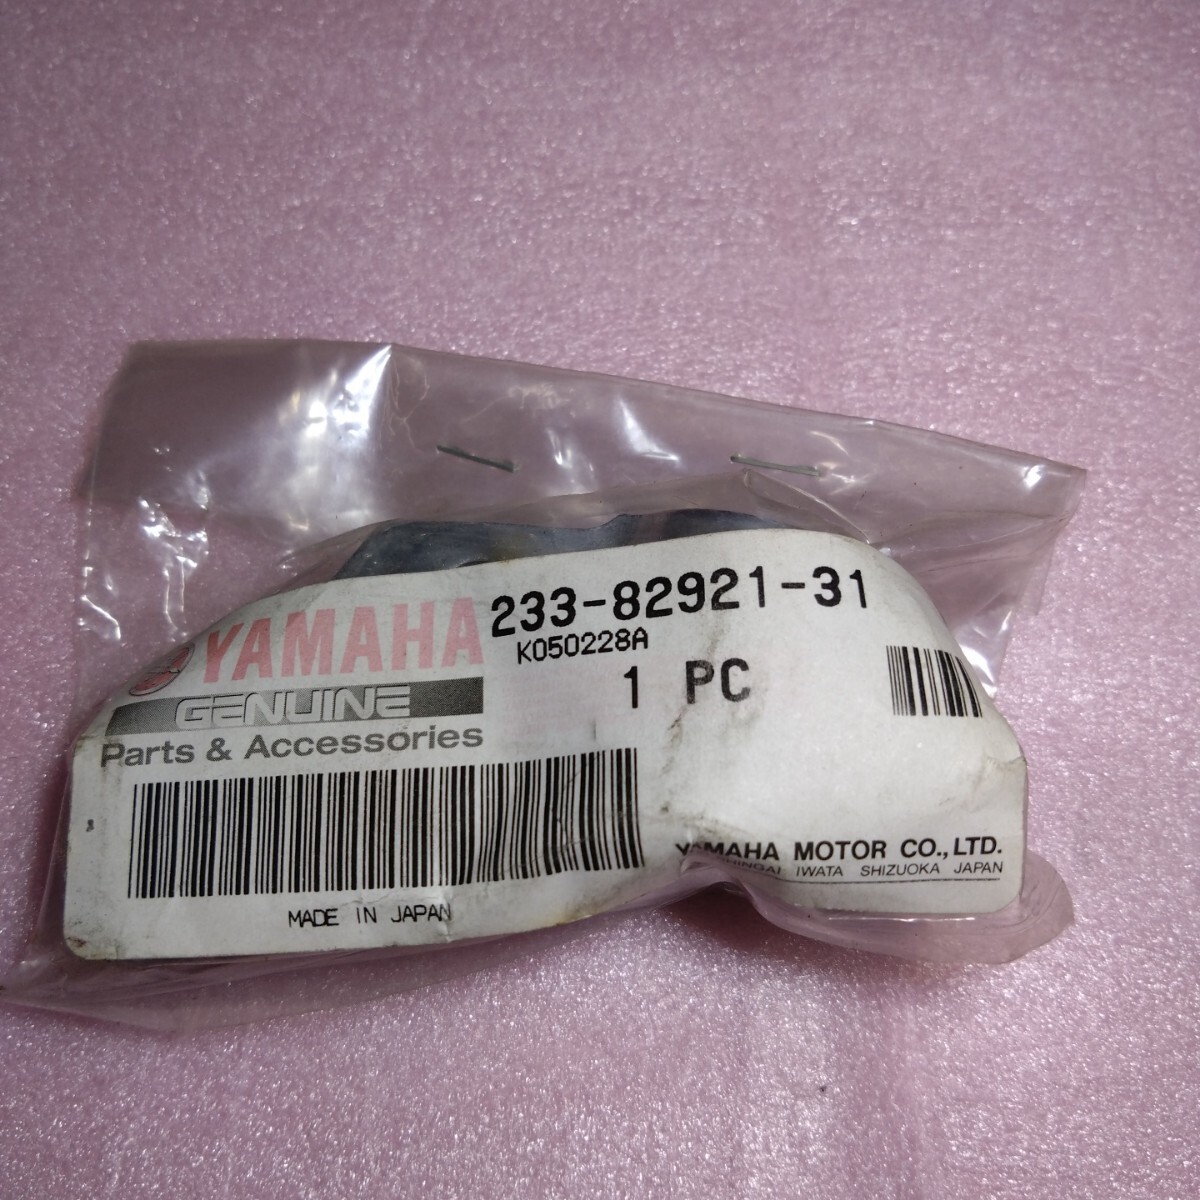 233-82921-31
K050228A
1 PC
YAMAHA
GENUINE
Parts & Accessories
YAMAHA MOTOR CO., LTD.
IWATA SHIZUOKA JAPAN
MADE IN JAPAN